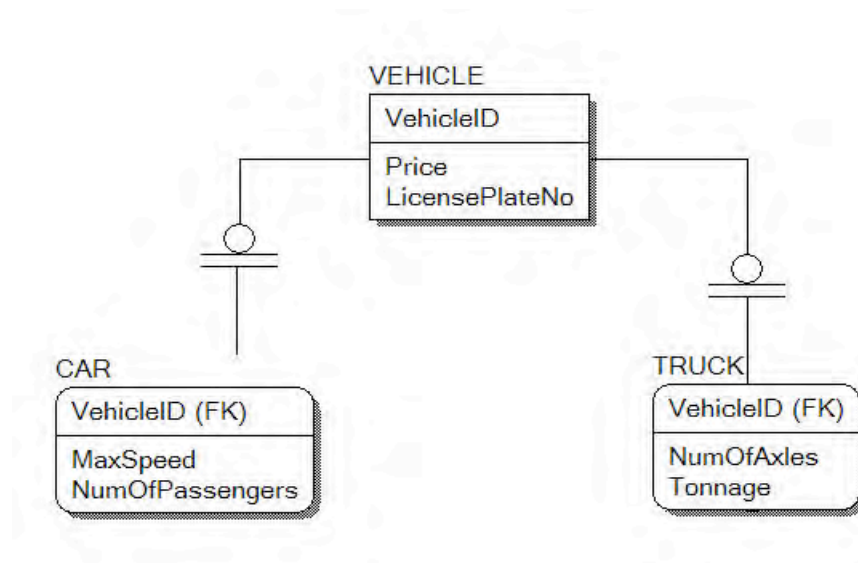 VEHICLE
VehicleID
Price
LicensePlateNo
CAR
VehicleID (FK)
MaxSpeed
NumOfPassengers
TRUCK
VehicleID (FK)
NumOfAxles
Tonnage